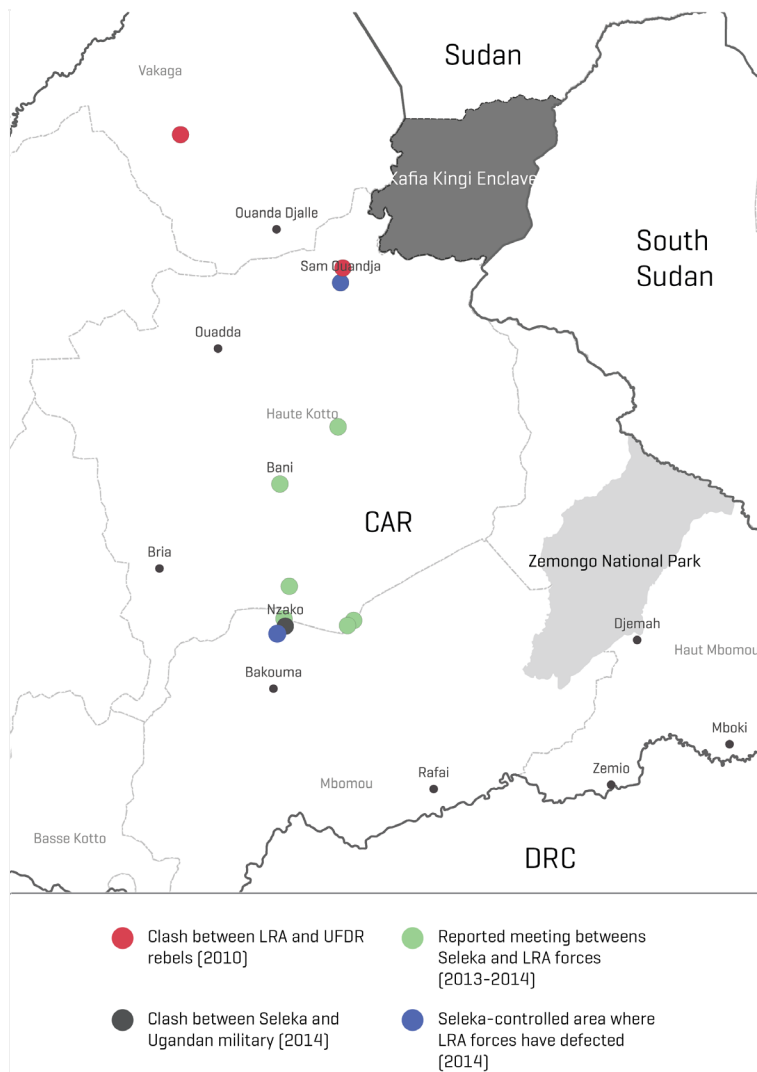 Sudan
Vakaga
Kafia Kingi Enclave
Ouanda Djalle
South
Sudan
Sam Ouandja
Ouadda
Haute Kotto
Bani
CAR
Bria
Zemongo National Park
Nzako
Djemah
Haut Mbomou
Bakouma
Mboki
Rafai
Zemio
Mbomou
Basse Kotto
DRC
Clash between LRA and UFDR
rebels (2010)
Reported meeting betweens
Seleka and LRA forces
(2013-2014)
Clash between Seleka and
Ugandan military (2014)
Seleka-controlled area where
LRA forces have defected
(2014)